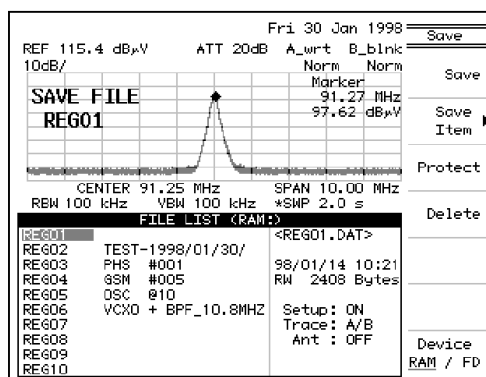 Fri 30 Jan 1998
REF 115.4 dBμV ATT 20dB A_wrt B_blnk
10dB/ Norm Norm
Marker
91.27 MHz
97.62 dBμV
SAVE FILE
REG01
CENTER 91.25 MHz SPAN 10.00 MHz
RBW 100 kHz VBW 100 kHz *SWP 2.0 s
FILE LIST (RAM:)
REG01
REG02 TEST-1998/01/30/
REG03 PHS #001
REG04 GSM #005
REG05 OSC @10
REG06 VCXO + BPF_10.8MHZ
REG07
REG08
REG09
REG10
<REG01.DAT>
98/01/14 10:21
RW 2408 Bytes
Setup: ON
Trace: A/B
Ant : OFF
Save
Save
Save
Item
Protect
Delete
Device
RAM / FD